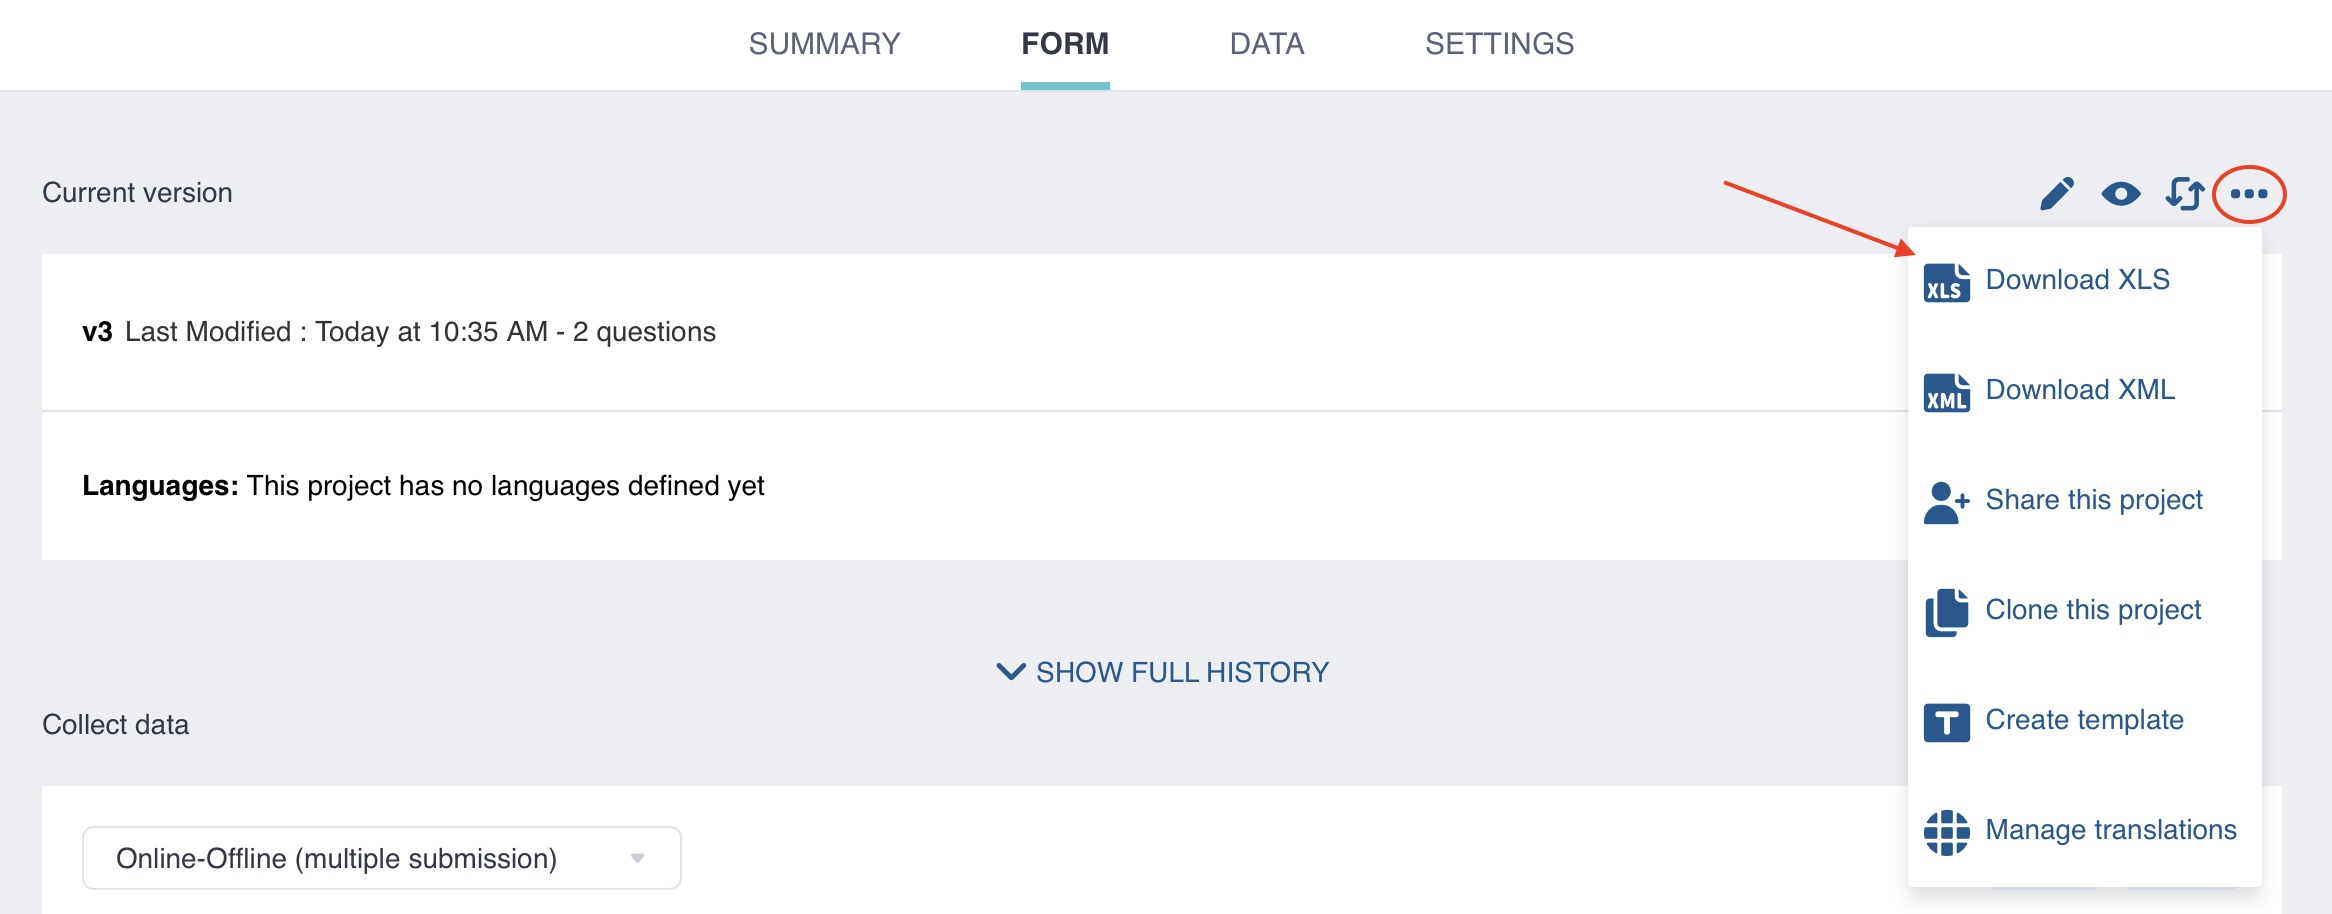 SUMMARY FORM DATA SETTINGS
Current version
v3 Last Modified : Today at 10:35 AM - 2 questions
Languages: This project has no languages defined yet
SHOW FULL HISTORY
Collect data
Online-Offline (multiple submission)
XLS Download XLS
XML Download XML
Share this project
Clone this project
T Create template
Manage translations